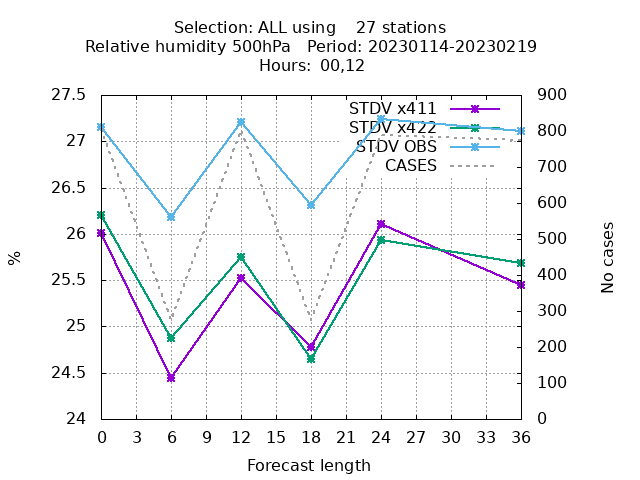 Selection: ALL using    27 stations
Relative humidity 500hPa   Period: 20230114-20230219
Hours: 00,12
27.5
27
26.5
26
25.5
25
24.5
24
%
900
800
700
600
500
400
300
200
100
0
No cases
STDV x411
STDV x422
STDV OBS
CASES
0 3 6 9 12 15 18 21 24 27 30 33 36
Forecast length